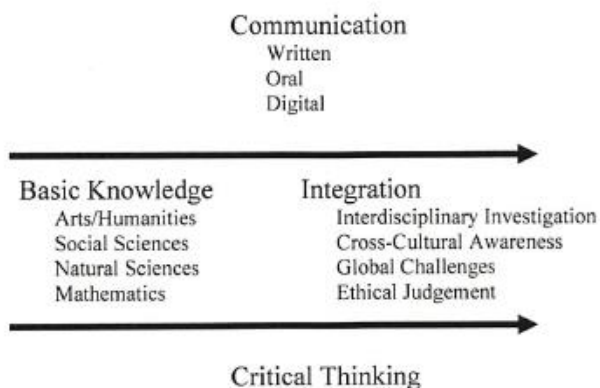 Communication
Written
Oral
Digital
Basic Knowledge
Arts/Humanities
Social Sciences
Natural Sciences
Mathematics
Integration
Interdisciplinary Investigation
Cross-Cultural Awareness
Global Challenges
Ethical Judgement
Critical Thinking